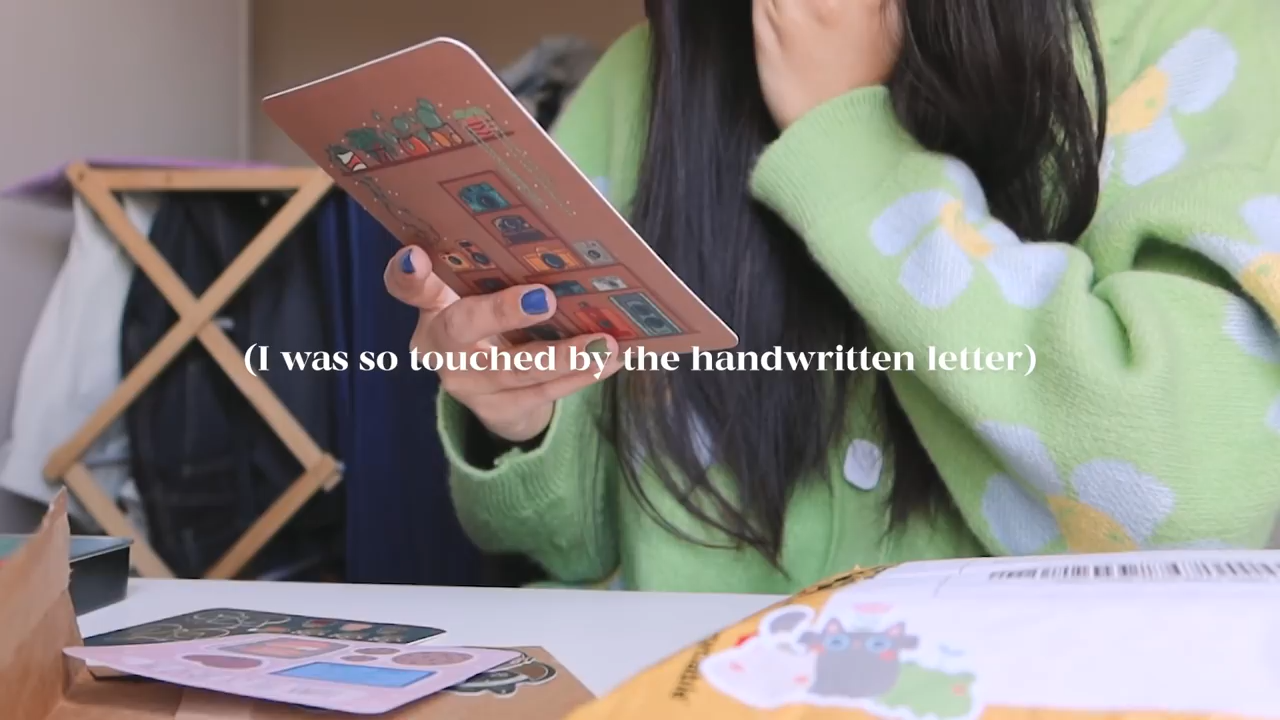 (I was so touched by the handwritten letter)